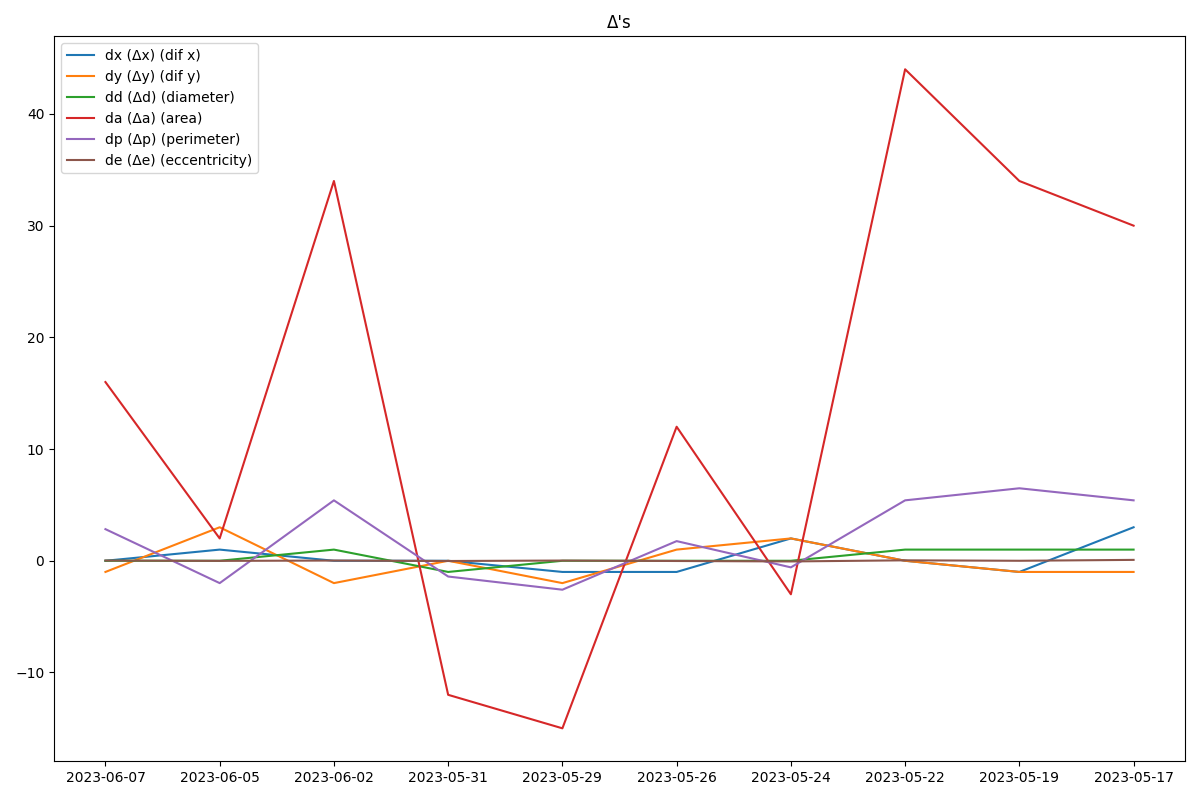 Δ's
dx (Δx) (dif x)
dy (Δy) (dif y)
dd (Δd) (diameter)
da (Δa) (area)
dp (Δp) (perimeter)
de (Δe) (eccentricity)
40
30
20
10
0
−10
2023-06-07 2023-06-05 2023-06-02 2023-05-31 2023-05-29 2023-05-26 2023-05-24 2023-05-22 2023-05-19 2023-05-17